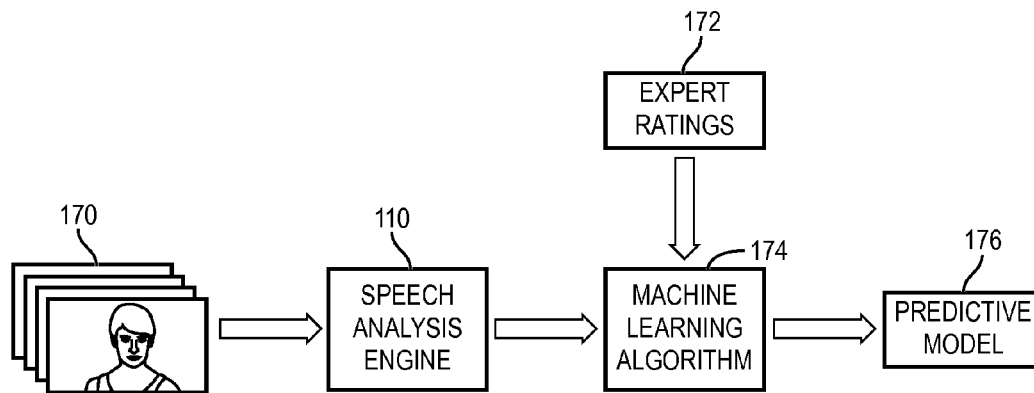 172
EXPERT
RATINGS
170
110
174
176
SPEECH
ANALYSIS
ENGINE
MACHINE
LEARNING
ALGORITHM
PREDICTIVE
MODEL